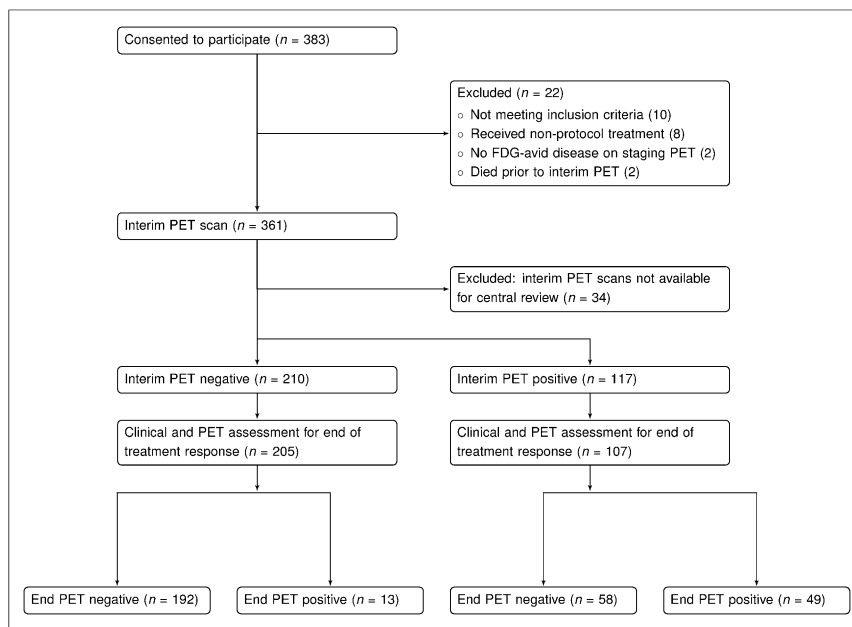 Consented to participate (n = 383)
Excluded (n = 22)
○ Not meeting inclusion criteria (10)
○ Received non-protocol treatment (8)
○ No FDG-avid disease on staging PET (2)
○ Died prior to interim PET (2)
Interim PET scan (n = 361)
Excluded: interim PET scans not available
for central review (n = 34)
Interim PET negative (n = 210)
Interim PET positive (n = 117)
Clinical and PET assessment for end of
treatment response (n = 205)
Clinical and PET assessment for end of
treatment response (n = 107)
End PET negative (n = 192)
End PET positive (n = 13)
End PET negative (n = 58)
End PET positive (n = 49)